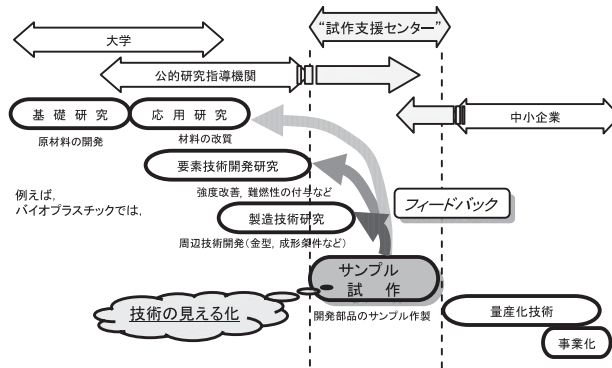 “試作支援センター”
大学
公的研究指導機関
中小企業
基礎研究
応用研究
原材料の開発
材料の改質
要素技術開発研究
強度改善, 難燃性の付与など
例えば,
バイオプラスチックでは,
フィードバック
製造技術研究
周辺技術開発(金型, 成形条件など)
サンプル
試作
技術の見える化
開発部品のサンプル作製
量産化技術
事業化